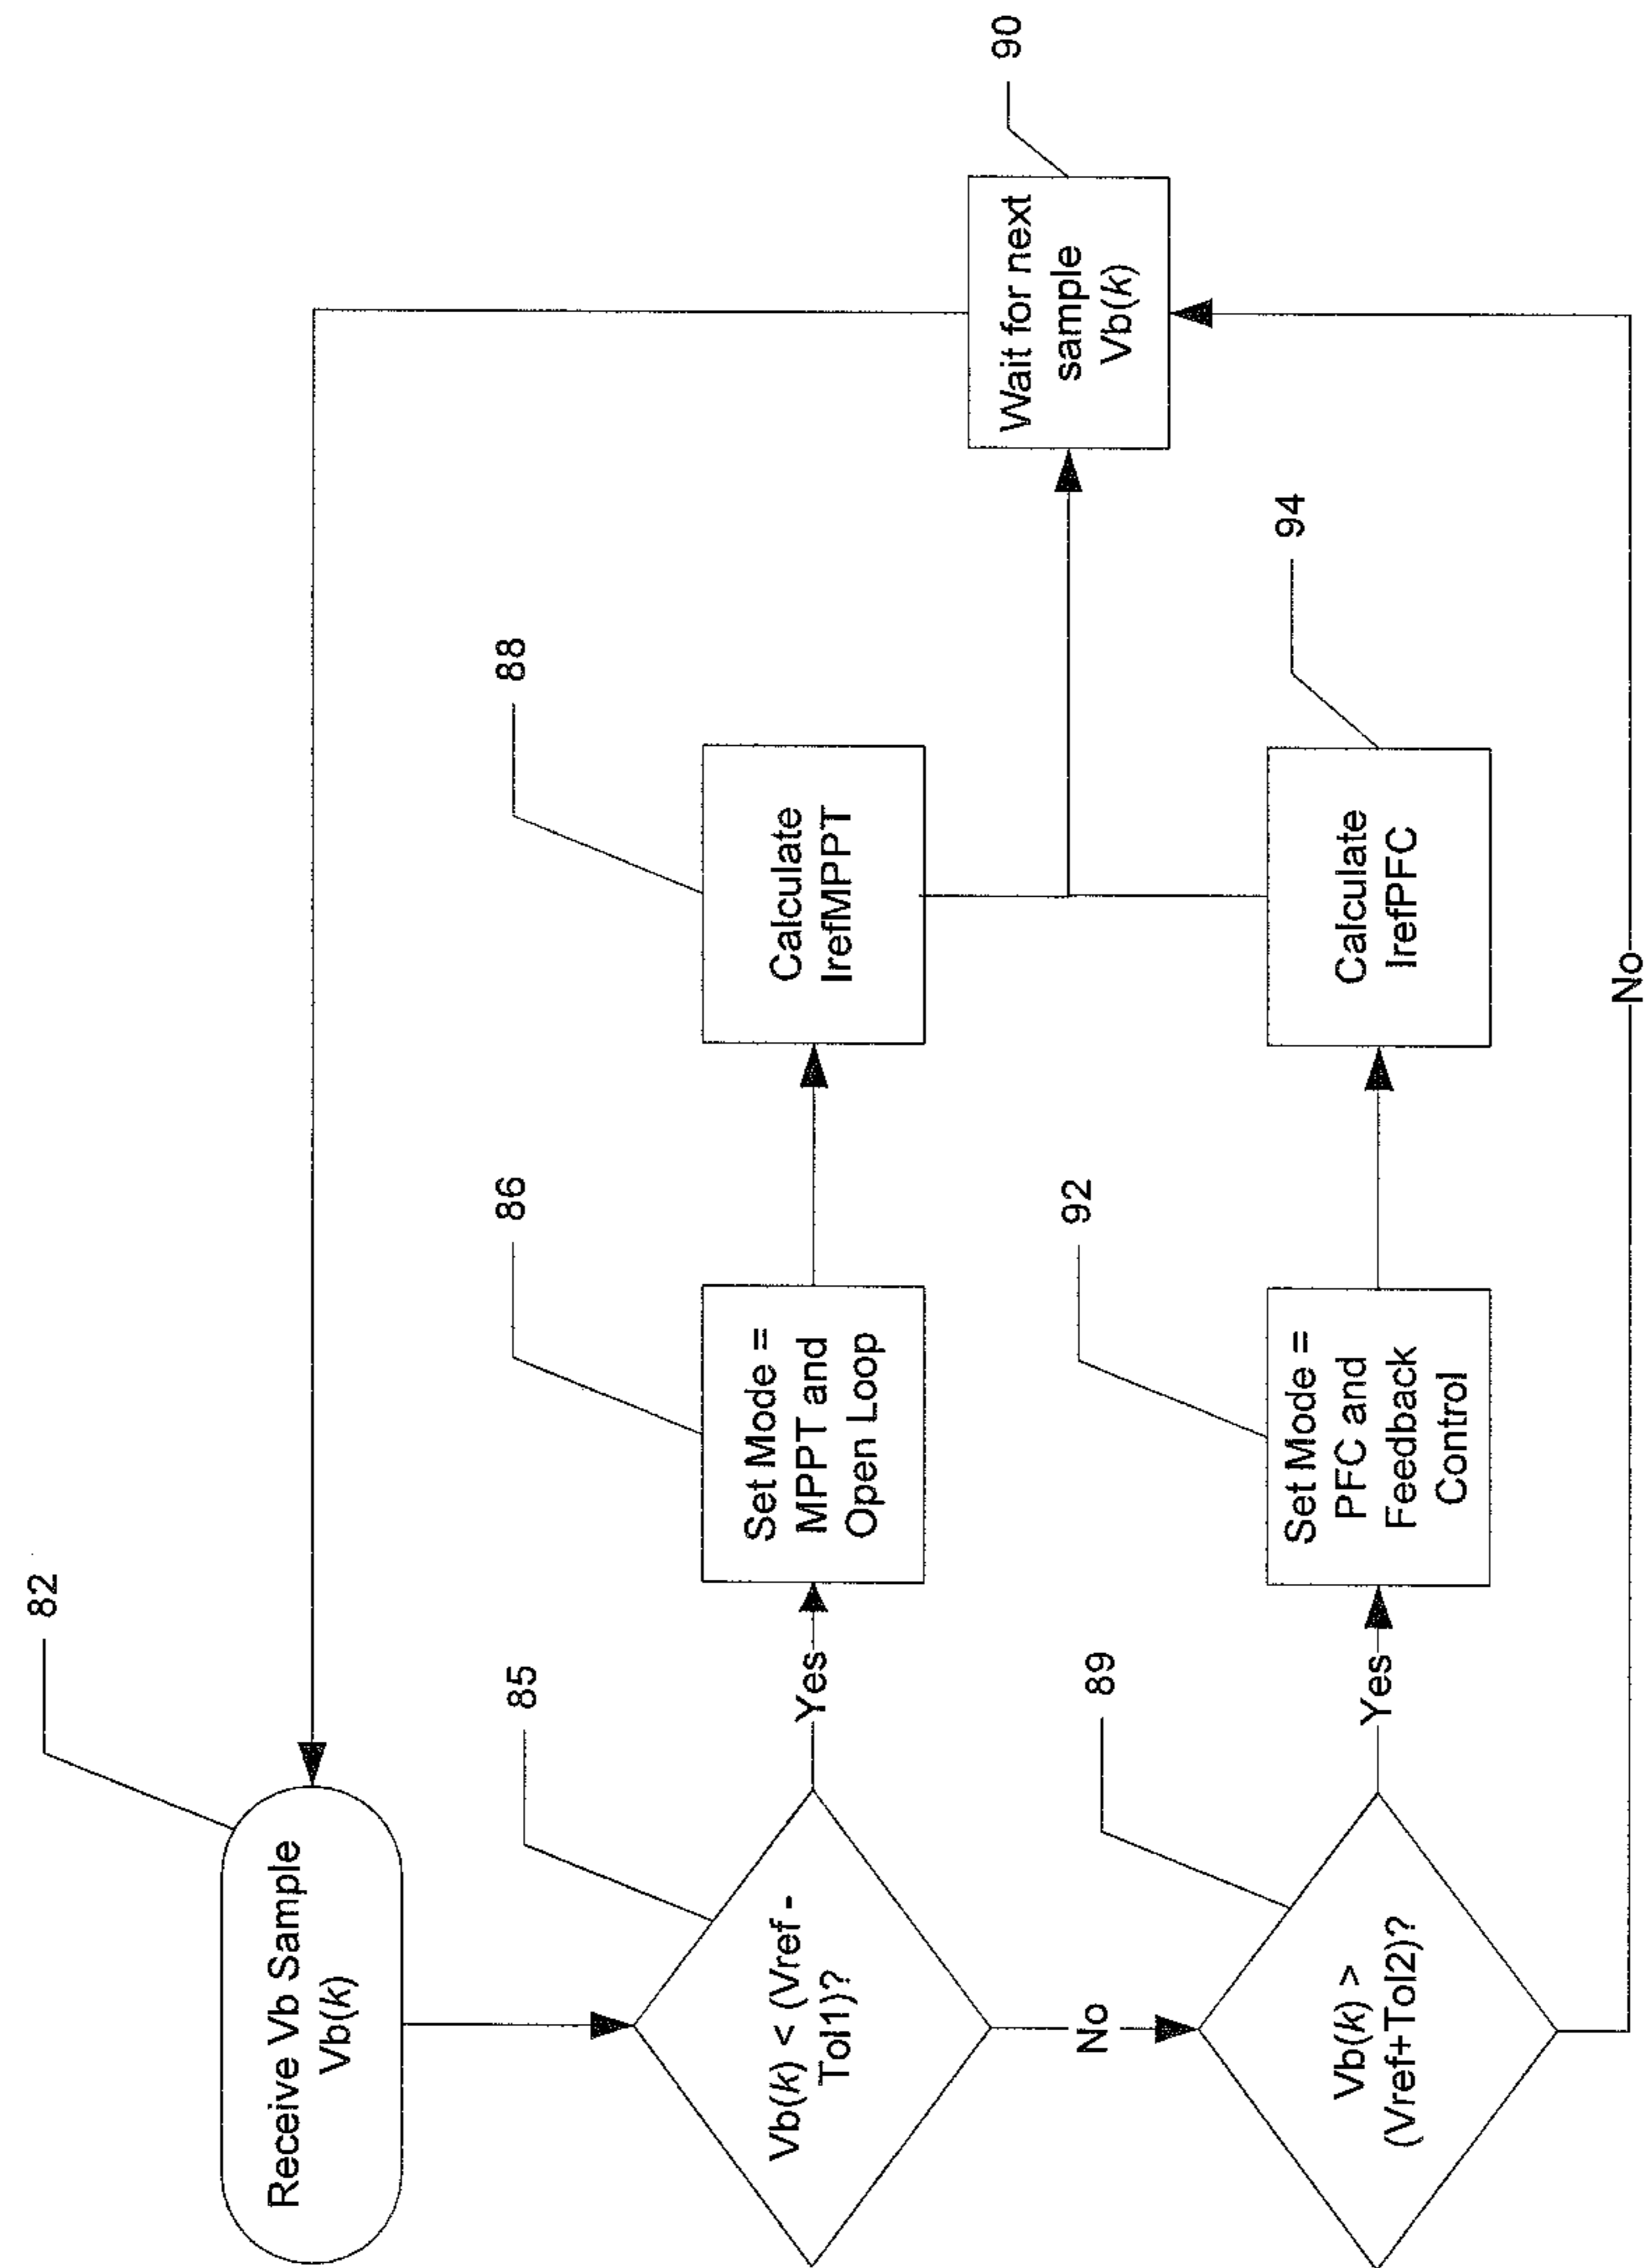 82
Receive Vb Sample
Vb(k)
85
Vb(k) < (Vref -
Tol1)?
Yes
86
Set Mode =
MPPT and
Open Loop
88
Calculate
IrefMPPT
90
Wait for next
sample
Vb(k)
No
89
Vb(k) >
(Vref+Tol2)?
Yes
92
Set Mode =
PFC and
Feedback
Control
94
Calculate
IrefPFC
No